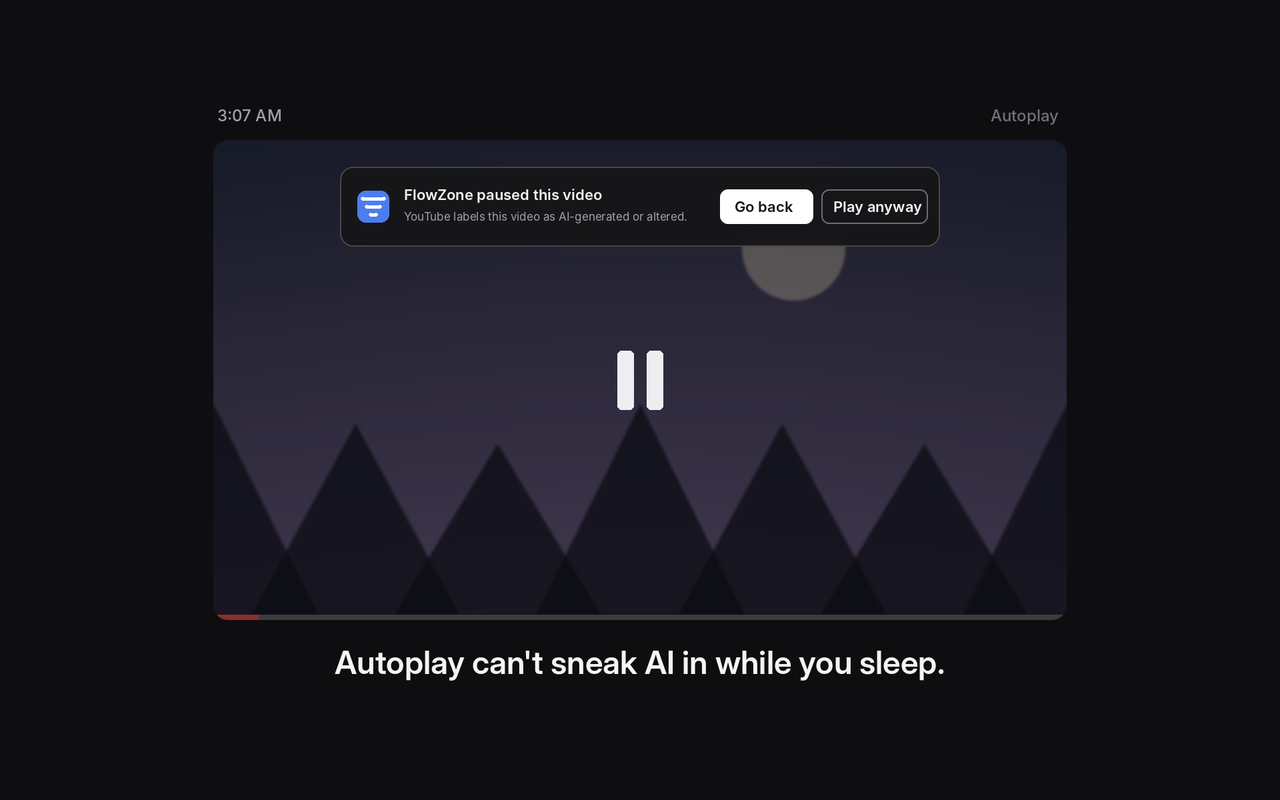 3:07 AM
Autoplay
FlowZone paused this video
YouTube labels this video as AI-generated or altered.
Go back
Play anyway
Autoplay can't sneak AI in while you sleep.